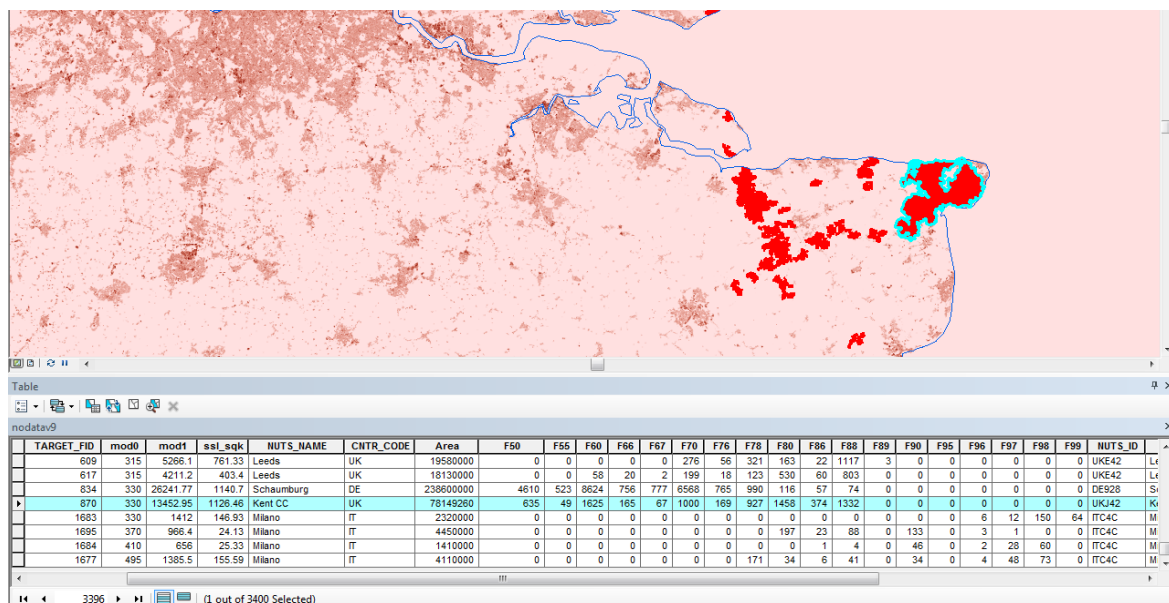 Table
nodatav9
TARGET_FID mod0 mod1 ssl_sqk NUTS_NAME CNTR_CODE Area F50 F55 F60 F66 F67 F70 F76 F78 F80 F86 F88 F89 F90 F95 F96 F97 F98 F99 NUTS_ID
609 315 5266.1 761.33 Leeds UK 19580000 0 0 0 0 0 276 56 321 163 22 1117 3 0 0 0 0 0 0 UKE42 Le
617 315 4211.2 403.4 Leeds UK 18130000 0 0 58 20 2 199 18 123 530 60 803 0 0 0 0 0 0 0 UKE42 Le
834 330 26241.77 1140.7 Schaumburg DE 238600000 4610 523 8624 756 777 6568 765 990 116 57 74 0 0 0 0 0 0 0 DE928 Sc
870 330 13452.95 1126.46 Kent CC UK 78149260 635 49 1625 165 67 1000 169 927 1458 374 1332 0 0 0 0 0 0 0 UKJ42 Ke
1683 330 1412 146.93 Milano IT 2320000 0 0 0 0 0 0 0 0 0 0 0 0 0 0 6 12 150 64 ITC4C M
1695 370 966.4 24.13 Milano IT 4450000 0 0 0 0 0 0 0 0 197 23 88 0 133 0 3 1 0 0 ITC4C M
1684 410 656 25.33 Milano IT 1410000 0 0 0 0 0 0 0 0 0 1 4 0 46 0 2 28 60 0 ITC4C M
1677 495 1385.5 155.59 Milano IT 4110000 0 0 0 0 0 0 0 171 34 6 41 0 34 0 4 48 73 0 ITC4C M
3396 (1 out of 3400 Selected)